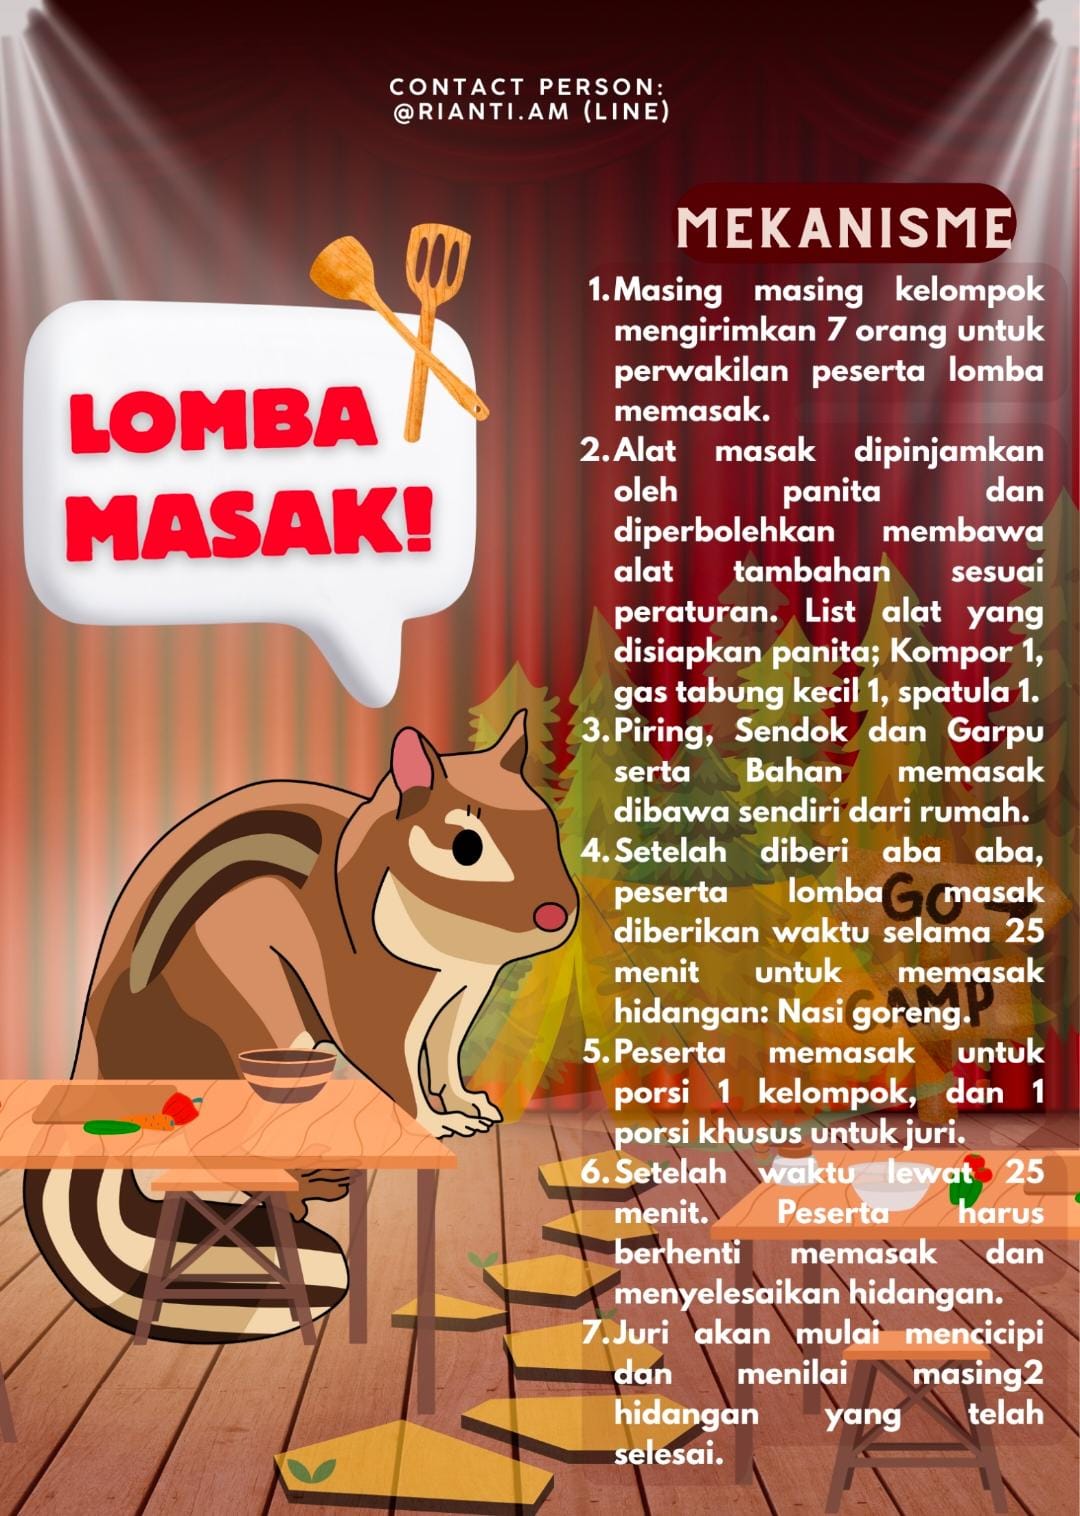 CONTACT PERSON:
@RIANTI.AM (LINE)
LOMBA
MASAK!
MEKANISME
1. Masing masing kelompok
mengirimkan 7 orang untuk
perwakilan peserta lomba
memasak.
2. Alat masak dipinjamkan
oleh panita dan
diperbolehkan membawa
alat tambahan sesuai
peraturan. List alat yang
disiapkan panita; Kompor 1,
gas tabung kecil 1, spatula 1.
3. Piring, Sendok dan Garpu
serta Bahan memasak
dibawa sendiri dari rumah.
4. Setelah diberi aba aba,
peserta lomba masak
diberikan waktu selama 25
menit untuk memasak
hidangan: Nasi goreng.
5. Peserta memasak untuk
porsi 1 kelompok, dan 1
porsi khusus untuk juri.
6. Setelah waktu lewat 25
menit. Peserta harus
berhenti memasak dan
menyelesaikan hidangan.
7. Juri akan mulai mencicipi
dan menilai masing2
hidangan yang telah
selesai.
GO
CAMP